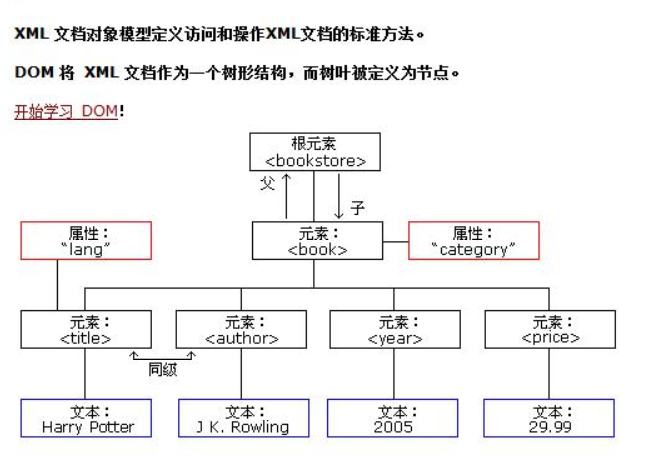 XML 文档对象模型定义访问和操作XML文档的标准方法。
DOM 将 XML 文档作为一个树形结构，而树叶被定义为节点。
开始学习 DOM!
根元素
<bookstore>
父
子
属性：
“lang”
元素：
<book>
属性：
“category”
元素：
<title>
元素：
<author>
元素：
<year>
元素：
<price>
同级
文本：
Harry Potter
文本：
J K. Rowling
文本：
2005
文本：
29.99